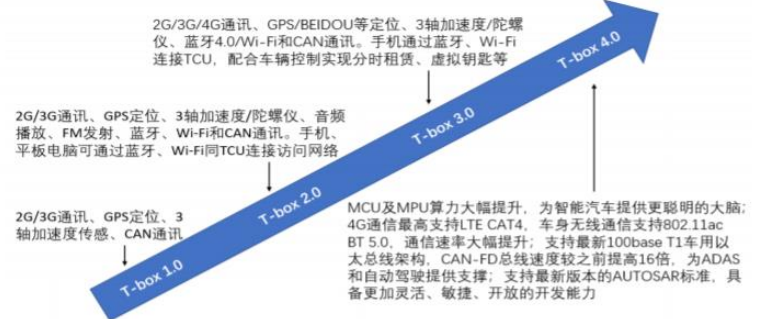 2G/3G/4G通讯、GPS/BEIDOU等定位、3轴加速度/陀螺
仪、蓝牙4.0/Wi-Fi和CAN通讯。手机通过蓝牙、Wi-Fi
连接TCU，配合车辆控制实现分时租赁、虚拟钥匙等
T-box 4.0
2G/3G通讯、GPS定位、3轴加速度/陀螺仪、音频
播放、FM发射、蓝牙、Wi-Fi和CAN通讯。手机、
平板电脑可通过蓝牙、Wi-Fi同TCU连接访问网络
T-box 3.0
2G/3G通讯、GPS定位、3
轴加速度传感、CAN通讯
T-box 2.0
T-box 1.0
MCU及MPU算力大幅提升，为智能汽车提供更聪明的大脑；
4G通信最高支持LTE CAT4，车身无线通信支持802.11ac
BT 5.0，通信速率大幅提升；支持最新100base T1车用以
太总线架构，CAN-FD总线速度较之前提高16倍，为ADAS
和自动驾驶提供支撑；支持最新版本的AUTOSAR标准，具
备更加灵活、敏捷、开放的开发能力